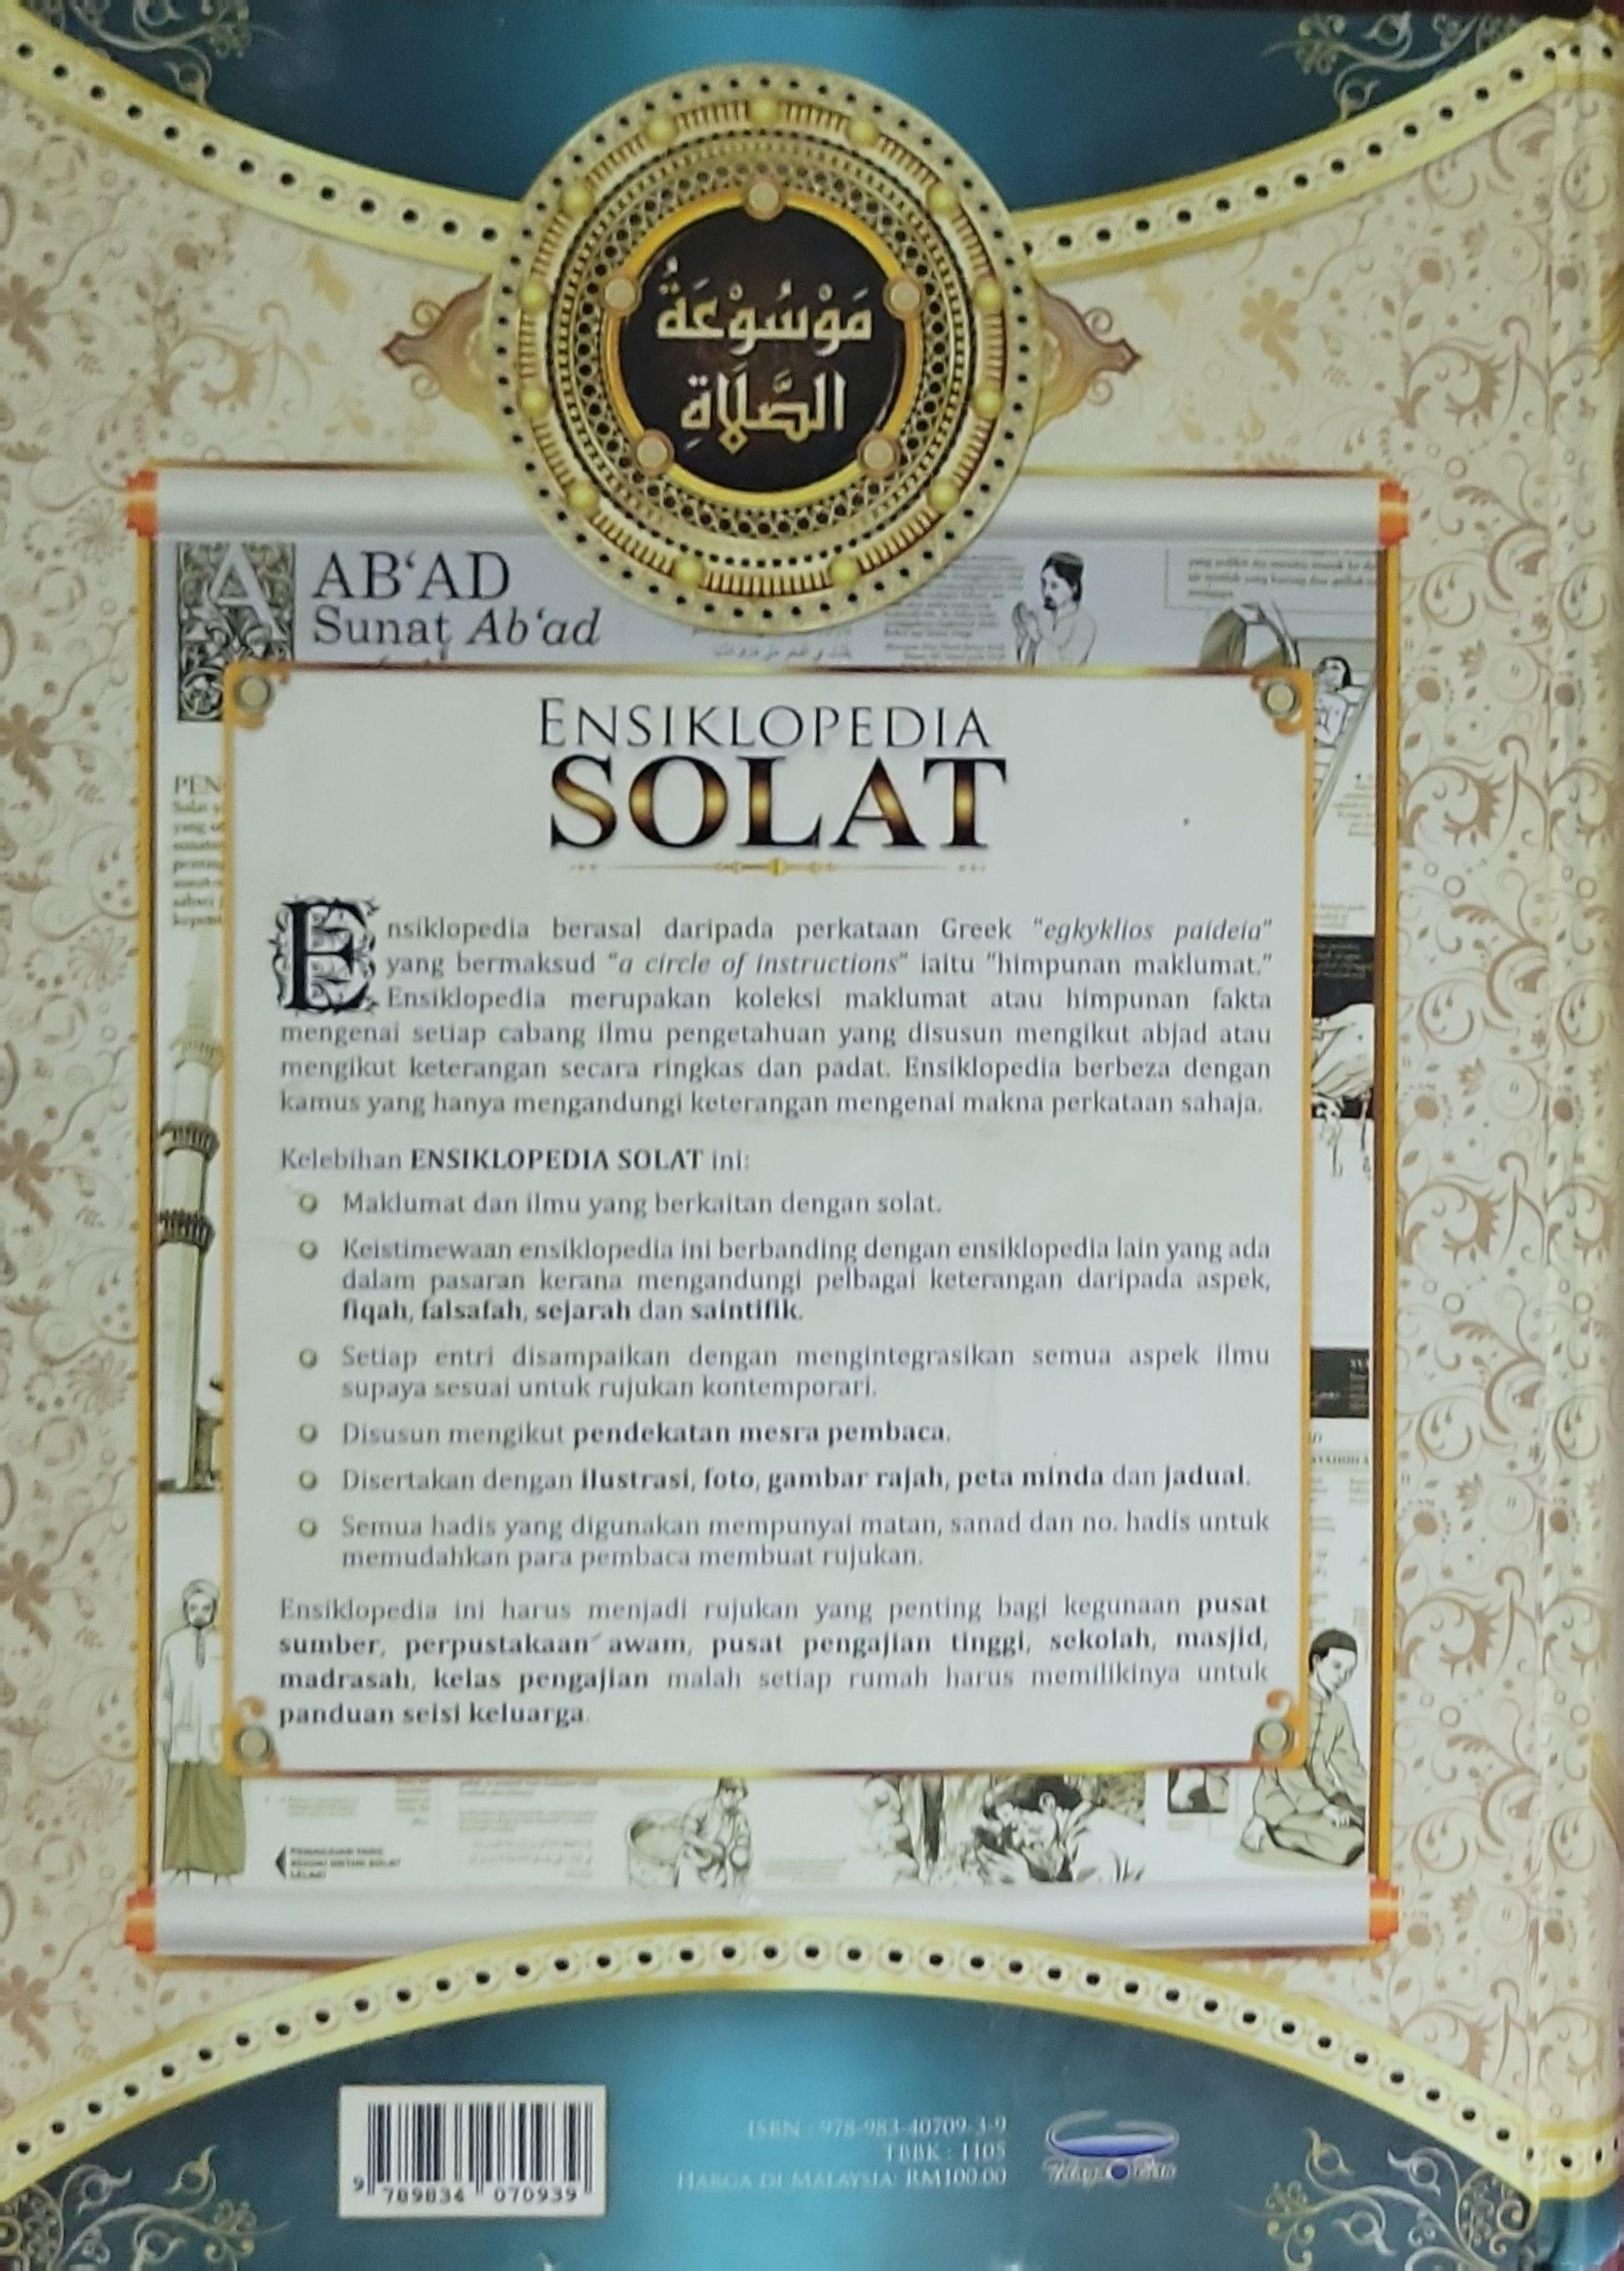 مَوْسُوْعَةُ
الصَّلَاةِ
A AB‘AD
Sunat Ab‘ad
PEN
ENSIKLOPEDIA
SOLAT
Ensiklopedia berasal daripada perkataan Greek "egkyklios paideia"
yang bermaksud "a circle of instructions" iaitu "himpunan maklumat."
Ensiklopedia merupakan koleksi maklumat atau himpunan fakta
mengenai setiap cabang ilmu pengetahuan yang disusun mengikut abjad atau
mengikut keterangan secara ringkas dan padat. Ensiklopedia berbeza dengan
kamus yang hanya mengandungi keterangan mengenai makna perkataan sahaja.
Kelebihan ENSIKLOPEDIA SOLAT ini:
Maklumat dan ilmu yang berkaitan dengan solat.
Keistimewaan ensiklopedia ini berbanding dengan ensiklopedia lain yang ada
dalam pasaran kerana mengandungi pelbagai keterangan daripada aspek,
fiqah, falsafah, sejarah dan saintifik.
Setiap entri disampaikan dengan mengintegrasikan semua aspek ilmu
supaya sesuai untuk rujukan kontemporari.
Disusun mengikut pendekatan mesra pembaca.
Disertakan dengan ilustrasi, foto, gambar rajah, peta minda dan jadual.
Semua hadis yang digunakan mempunyai matan, sanad dan no. hadis untuk
memudahkan para pembaca membuat rujukan.
Ensiklopedia ini harus menjadi rujukan yang penting bagi kegunaan pusat
sumber, perpustakaan awam, pusat pengajian tinggi, sekolah, masjid,
madrasah, kelas pengajian malah setiap rumah harus memilikinya untuk
panduan seisi keluarga.
ISBN : 978-983-40709-3-9
TBBK : 1105
HARGA DI MALAYSIA: RM100.00
9 789834 070939